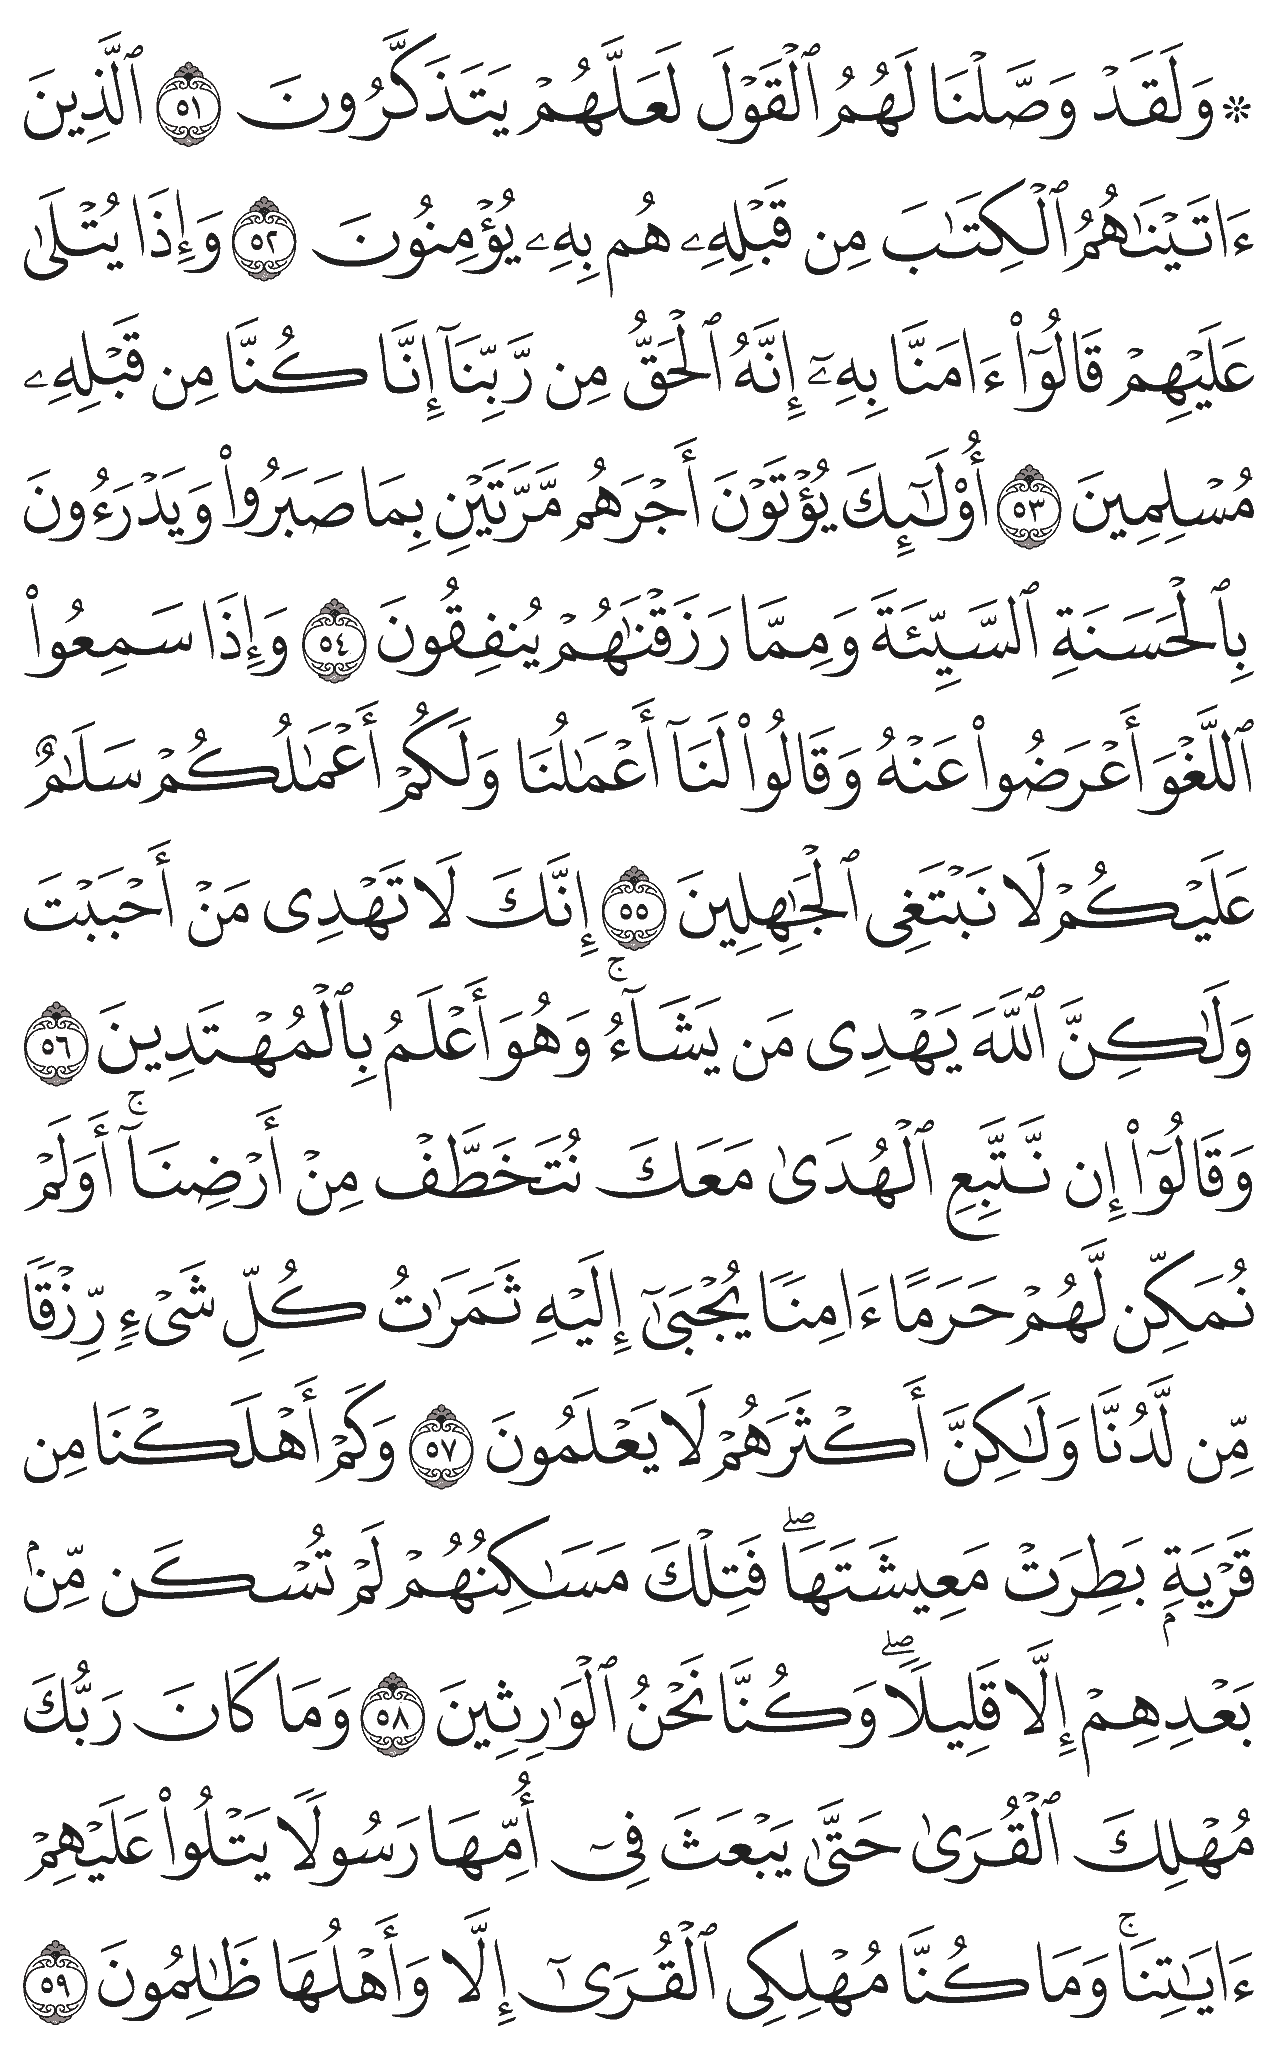 ۞ وَلَقَدْ وَصَّلْنَا لَهُمُ ٱلْقَوْلَ لَعَلَّهُمْ يَتَذَكَّرُونَ ٥١ ٱلَّذِينَ
ءَاتَيْنَـٰهُمُ ٱلْكِتَـٰبَ مِن قَبْلِهِۦ هُم بِهِۦ يُؤْمِنُونَ ٥٢ وَإِذَا يُتْلَىٰ
عَلَيْهِمْ قَالُوٓا۟ ءَامَنَّا بِهِۦٓ إِنَّهُ ٱلْحَقُّ مِن رَّبِّنَآ إِنَّا كُنَّا مِن قَبْلِهِۦ
مُسْلِمِينَ ٥٣ أُو۟لَـٰٓئِكَ يُؤْتَوْنَ أَجْرَهُم مَّرَّتَيْنِ بِمَا صَبَرُوا۟ وَيَدْرَءُونَ
بِٱلْحَسَنَةِ ٱلسَّيِّئَةَ وَمِمَّا رَزَقْنَـٰهُمْ يُنفِقُونَ ٥٤ وَإِذَا سَمِعُوا۟
ٱللَّغْوَ أَعْرَضُوا۟ عَنْهُ وَقَالُوا۟ لَنَآ أَعْمَـٰلُنَا وَلَكُمْ أَعْمَـٰلُكُمْ سَلَـٰمٌ
عَلَيْكُمْ لَا نَبْتَغِى ٱلْجَـٰهِلِينَ ٥٥ إِنَّكَ لَا تَهْدِى مَنْ أَحْبَبْتَ
وَلَـٰكِنَّ ٱللَّهَ يَهْدِى مَن يَشَآءُ ۚ وَهُوَ أَعْلَمُ بِٱلْمُهْتَدِينَ ٥٦
وَقَالُوٓا۟ إِن نَّتَّبِعِ ٱلْهُدَىٰ مَعَكَ نُتَخَطَّفْ مِنْ أَرْضِنَآ ۚ أَوَلَمْ
نُمَكِّن لَّهُمْ حَرَمًا ءَامِنًا يُجْبَىٰٓ إِلَيْهِ ثَمَرَٰتُ كُلِّ شَىْءٍ رِّزْقًا
مِّن لَّدُنَّا وَلَـٰكِنَّ أَكْثَرَهُمْ لَا يَعْلَمُونَ ٥٧ وَكَمْ أَهْلَكْنَا مِن
قَرْيَةٍۭ بَطِرَتْ مَعِيشَتَهَا ۖ فَتِلْكَ مَسَـٰكِنُهُمْ لَمْ تُسْكَن مِّنۢ
بَعْدِهِمْ إِلَّا قَلِيلًا ۖ وَكُنَّا نَحْنُ ٱلْوَٰرِثِينَ ٥٨ وَمَا كَانَ رَبُّكَ
مُهْلِكَ ٱلْقُرَىٰ حَتَّىٰ يَبْعَثَ فِىٓ أُمِّهَا رَسُولًا يَتْلُوا۟ عَلَيْهِمْ
ءَايَـٰتِنَا ۚ وَمَا كُنَّا مُهْلِكِى ٱلْقُرَىٰٓ إِلَّا وَأَهْلُهَا ظَـٰلِمُونَ ٥٩